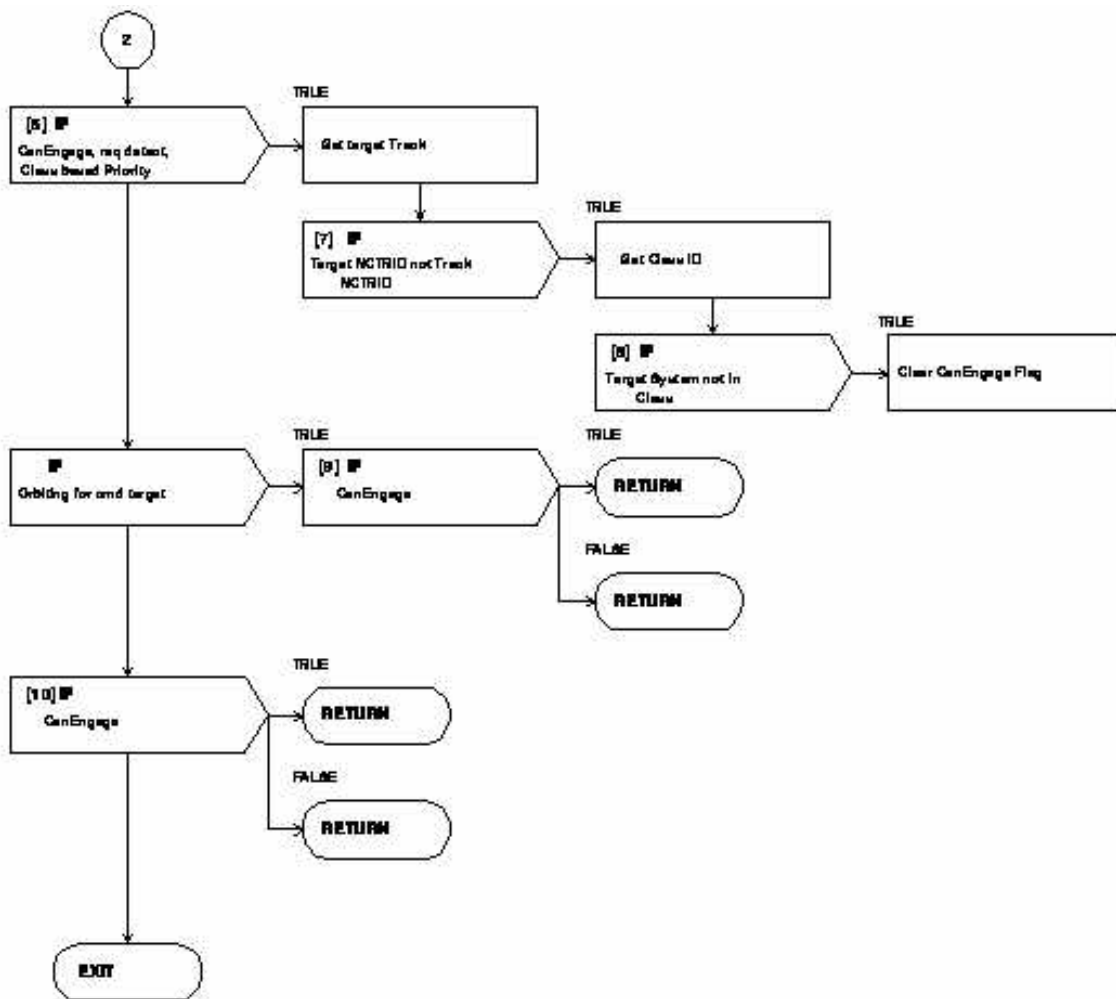 2
TRUE
[6] IF
CanEngage, req detect,
Class based Priority
Get target Track
TRUE
[7] IF
Target NCTRID not Track
NCTRID
Get Class ID
TRUE
[8] IF
Target System not in
Class
Clear CanEngage Flag
TRUE
TRUE
IF
Orbiting for cmd target
[9] IF
CanEngage
RETURN
FALSE
RETURN
TRUE
[10] IF
CanEngage
RETURN
FALSE
RETURN
EXIT